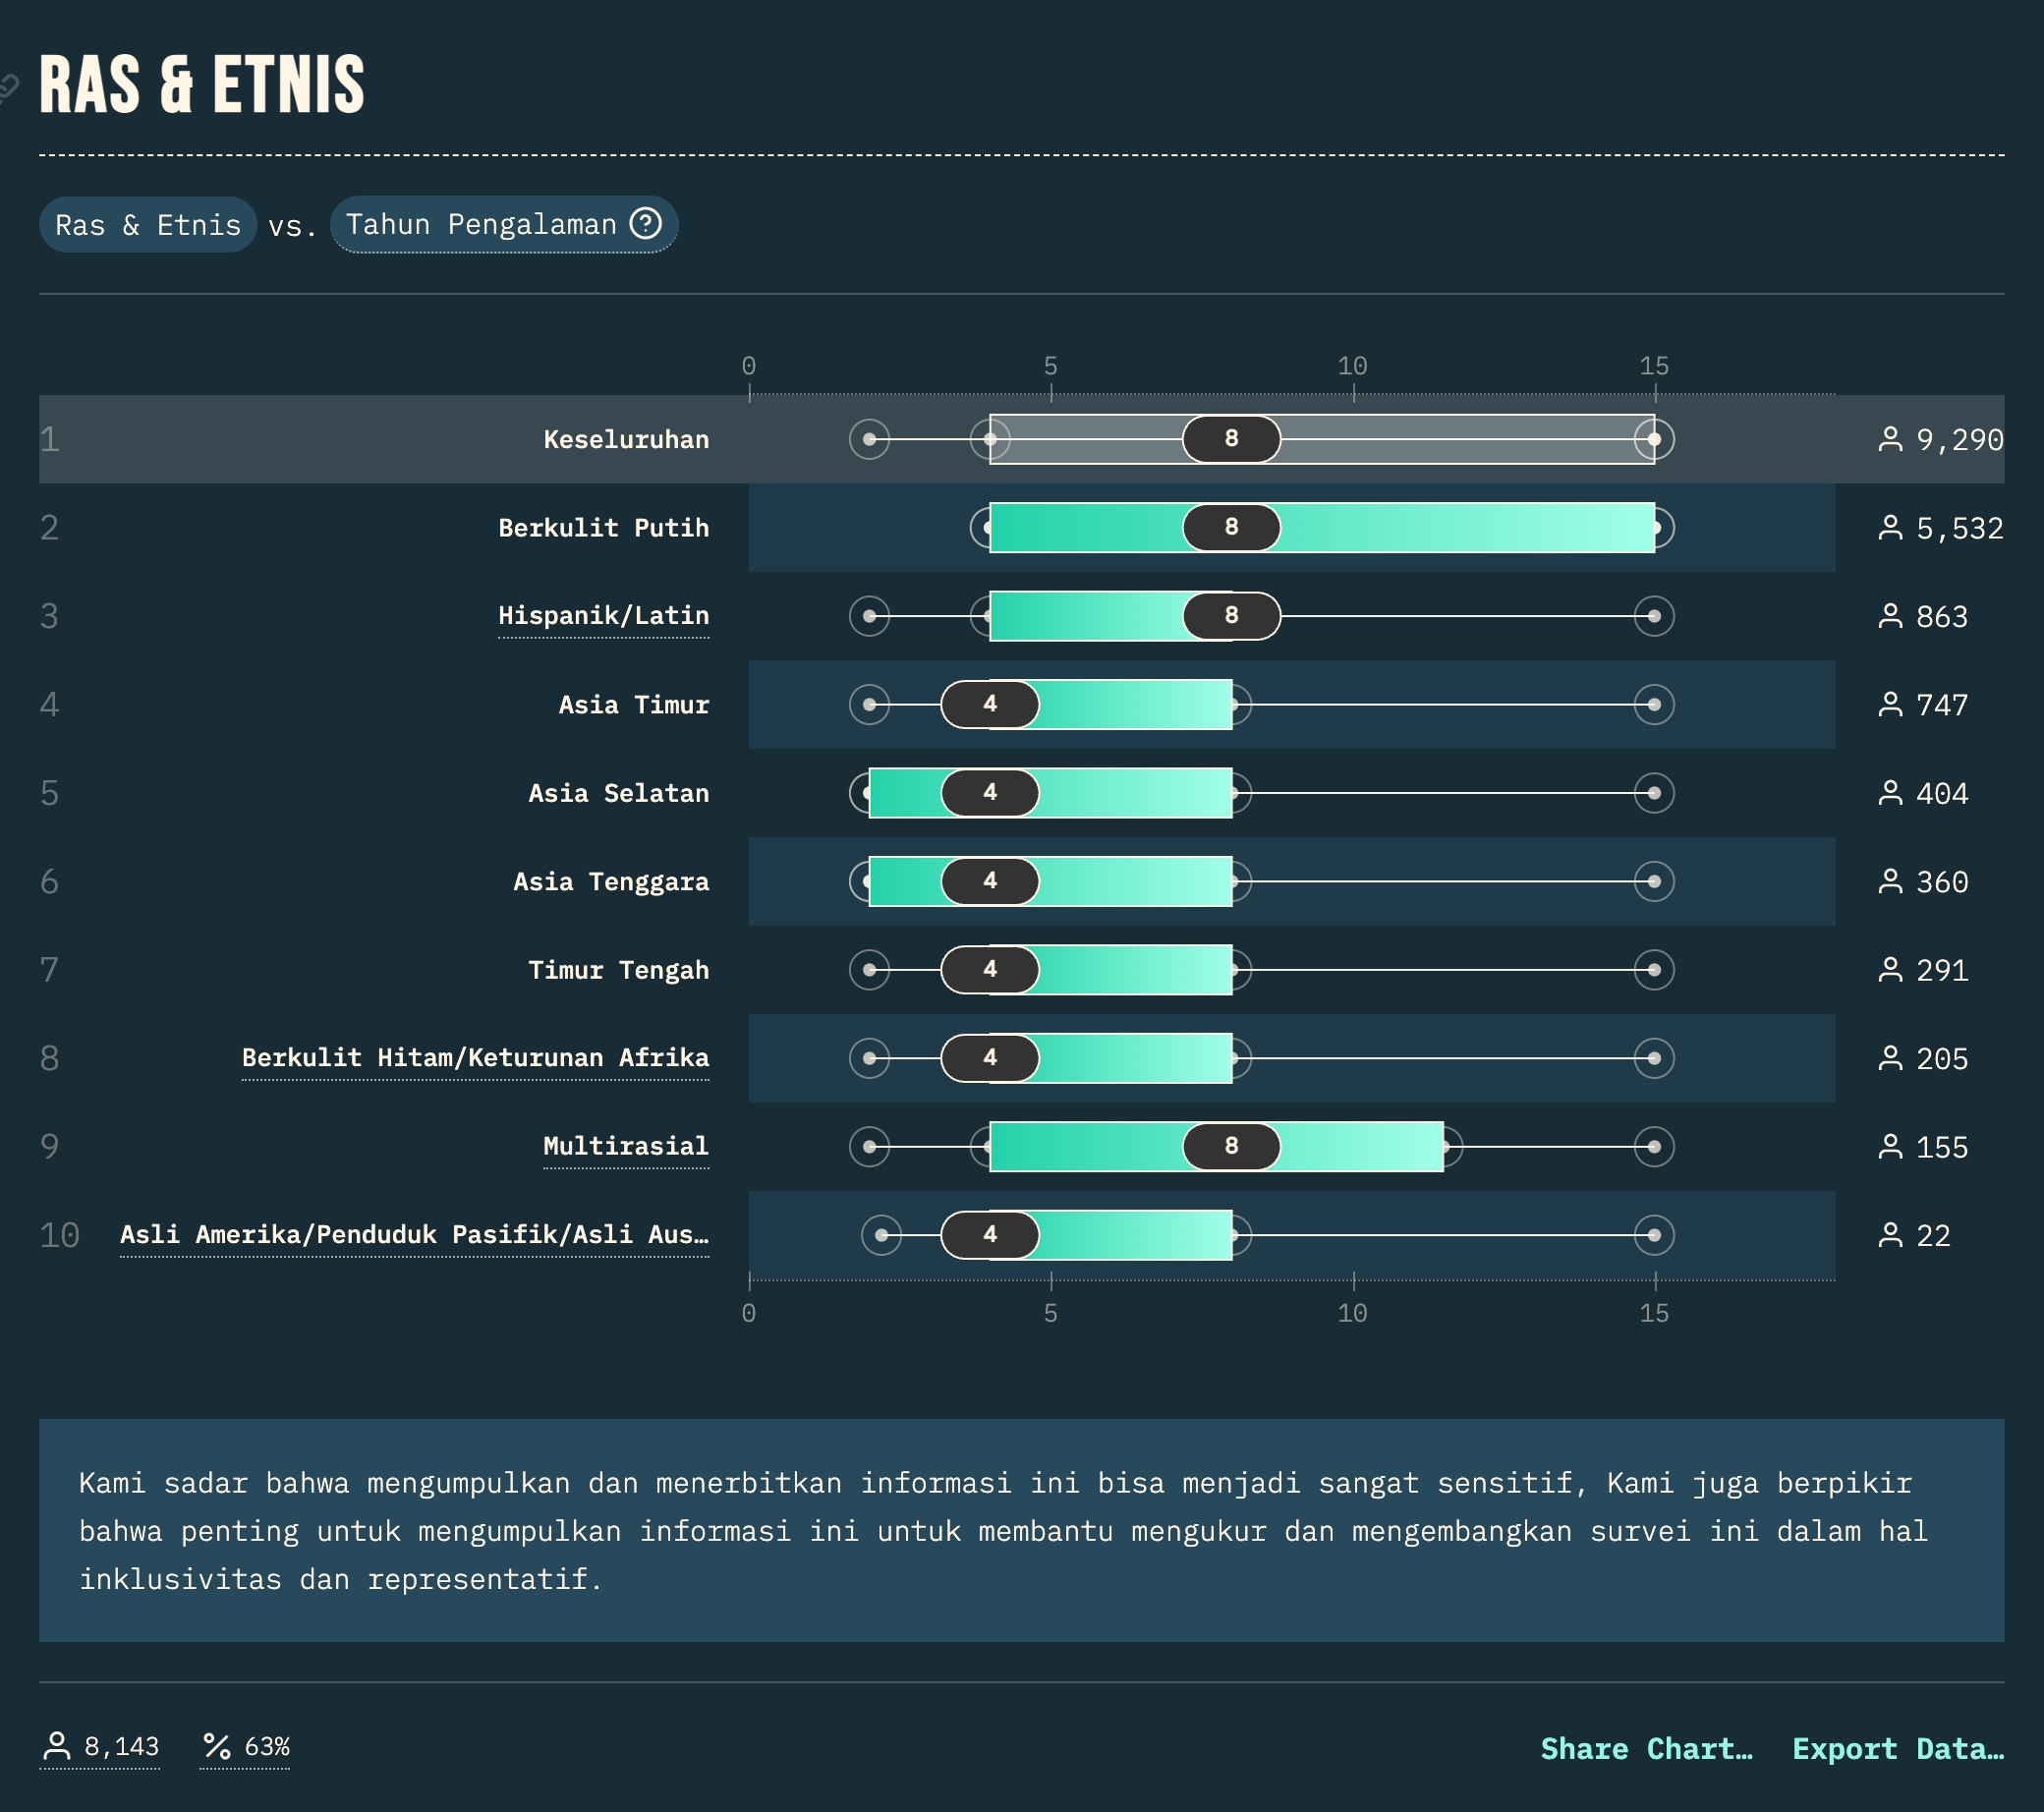 RAS & ETNIS
Ras & Etnis vs. Tahun Pengalaman ?
0 5 10 15
1 Keseluruhan 8 9,290
2 Berkulit Putih 8 5,532
3 Hispanik/Latin 8 863
4 Asia Timur 4 747
5 Asia Selatan 4 404
6 Asia Tenggara 4 360
7 Timur Tengah 4 291
8 Berkulit Hitam/Keturunan Afrika 4 205
9 Multirasial 8 155
10 Asli Amerika/Penduduk Pasifik/Asli Aus… 4 22
0 5 10 15
Kami sadar bahwa mengumpulkan dan menerbitkan informasi ini bisa menjadi sangat sensitif, Kami juga berpikir
bahwa penting untuk mengumpulkan informasi ini untuk membantu mengukur dan mengembangkan survei ini dalam hal
inklusivitas dan representatif.
8,143 % 63% Share Chart… Export Data…